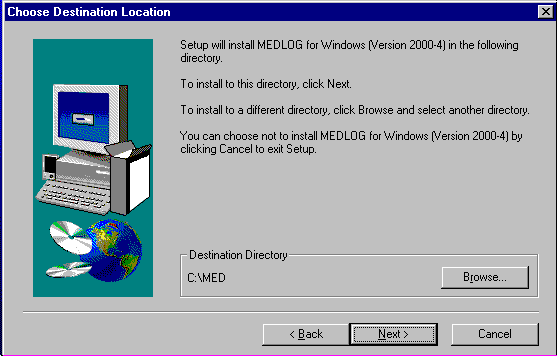 Choose Destination Location
Setup will install MEDLOG for Windows (Version 2000-4) in the following
directory.
To install to this directory, click Next.
To install to a different directory, click Browse and select another directory.
You can choose not to install MEDLOG for Windows (Version 2000-4) by
clicking Cancel to exit Setup.
Destination Directory
C:\MED
Browse...
< Back
Next >
Cancel